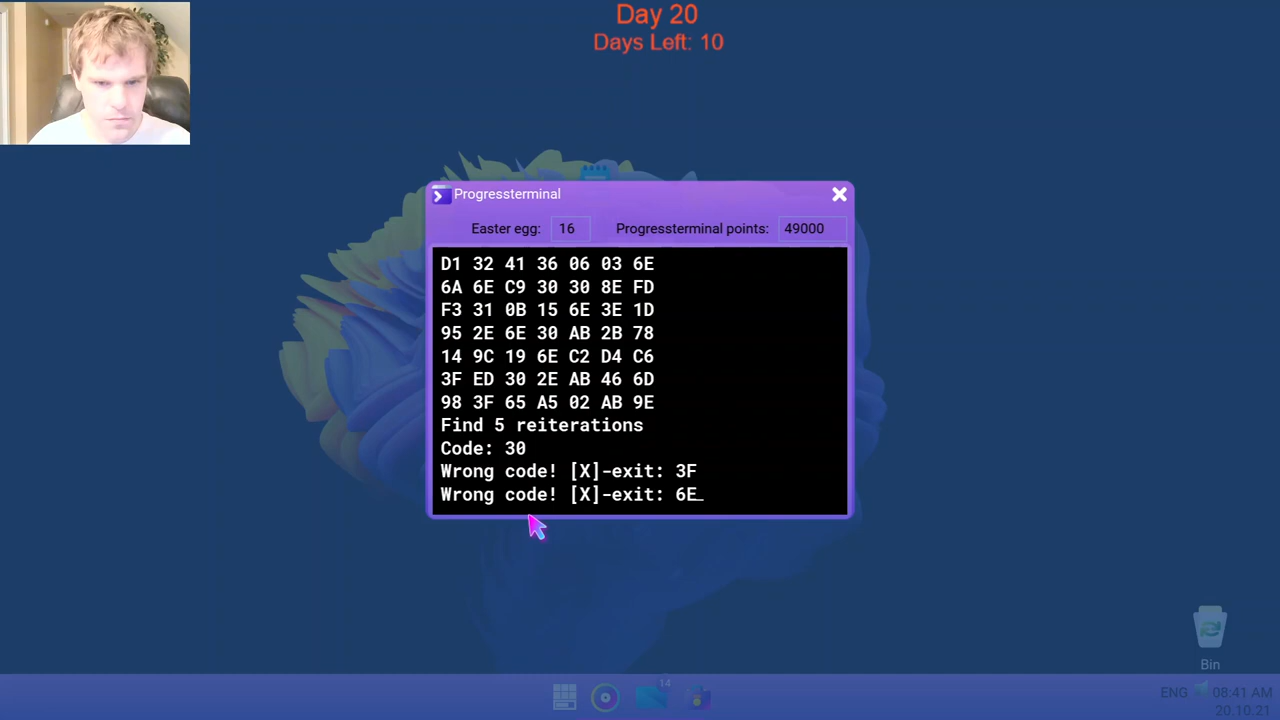 Day 20
Days Left: 10
Progressterminal
Easter egg: 16 Progressterminal points: 49000
D1 32 41 36 06 03 6E
6A 6E C9 30 30 8E FD
F3 31 0B 15 6E 3E 1D
95 2E 6E 30 AB 2B 78
14 9C 19 6E C2 D4 C6
3F ED 30 2E AB 46 6D
98 3F 65 A5 02 AB 9E
Find 5 reiterations
Code: 30
Wrong code! [X]-exit: 3F
Wrong code! [X]-exit: 6E_
Bin
14
ENG 08:41 AM
20.10.21